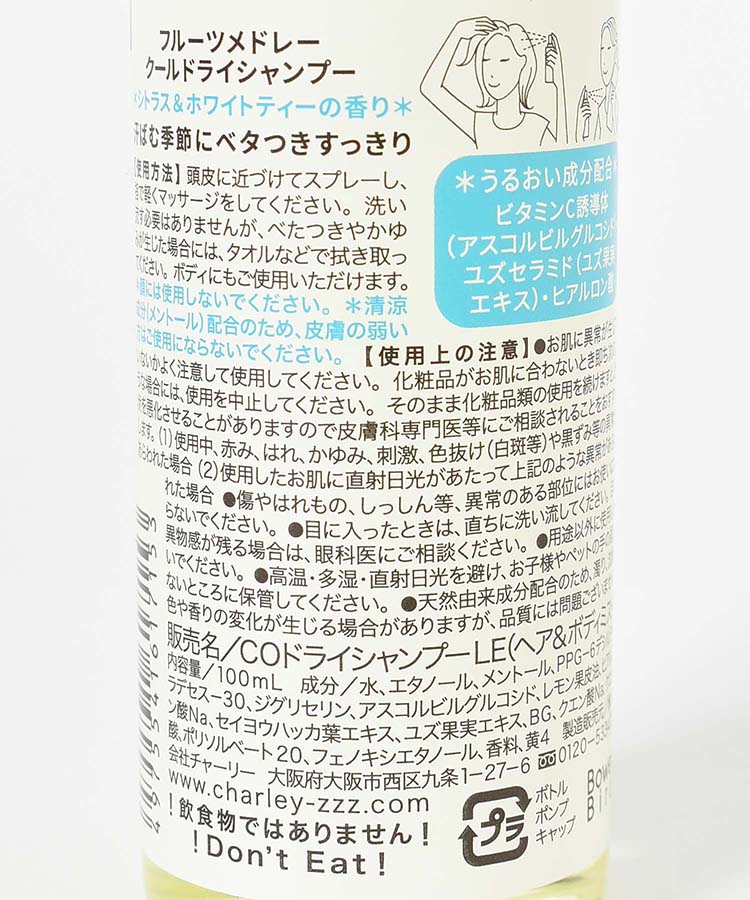 フルーツメドレー
クールドライシャンプー
シトラス＆ホワイトティーの香り＊
汗ばむ季節にベタつきすっきり
＊うるおい成分配合＊
ビタミンC誘導体
(アスコルビルグルコシド)
ユズセラミド(ユズ果実
エキス)・ヒアルロン酸
【使用方法】頭皮に近づけてスプレーし、
指で軽くマッサージをしてください。洗い
流す必要はありませんが、べたつきやかゆ
みが生じた場合には、タオルなどで拭き取っ
てください。ボディにもご使用いただけます。
顔には使用しないでください。＊清涼
成分(メントール)配合のため、皮膚の弱い
方はご使用にならないでください。【使用上の注意】●お肌に異常が生
ないかよく注意して使用してください。化粧品がお肌に合わないとき即ち
な場合には、使用を中止してください。そのまま化粧品類の使用を続けます
を悪化させることがありますので皮膚科専門医等にご相談されることをおす
します。(1)使用中、赤み、はれ、かゆみ、刺激、色抜け(白斑等)や黒ずみ等の
あらわれた場合 (2)使用したお肌に直射日光があたって上記のような異常が
れた場合 ●傷やはれもの、しっしん等、異常のある部位にはお使い
らないでください。●目に入ったときは、直ちに洗い流してください。
異物感が残る場合は、眼科医にご相談ください。●用途以外に使用
いでください。●高温・多湿・直射日光を避け、お子様やペットの手の
ないところに保管してください。●天然由来成分配合のため、濁り、
色や香りの変化が生じる場合がありますが、品質には問題ございません
販売名/COドライシャンプーLE(ヘア&ボディミス
内容量/100mL 成分/水、エタノール、メントール、PPG-6デシ
ラデセス-30、ジグリセリン、アスコルビルグルコシド、レモン果皮油、ヒ
ン酸Na、セイヨウハッカ葉エキス、ユズ果実エキス、BG、クエン酸Na、
酸、ポリソルベート20、フェノキシエタノール、香料、黄4 製造販売元
会社チャーリー 大阪府大阪市西区九条1-27-6 0120-53
www.charley-zzz.com
!飲食物ではありません!
!Don't Eat!
プラ
ボトル
ポンプ
キャップ
Bow
Bir